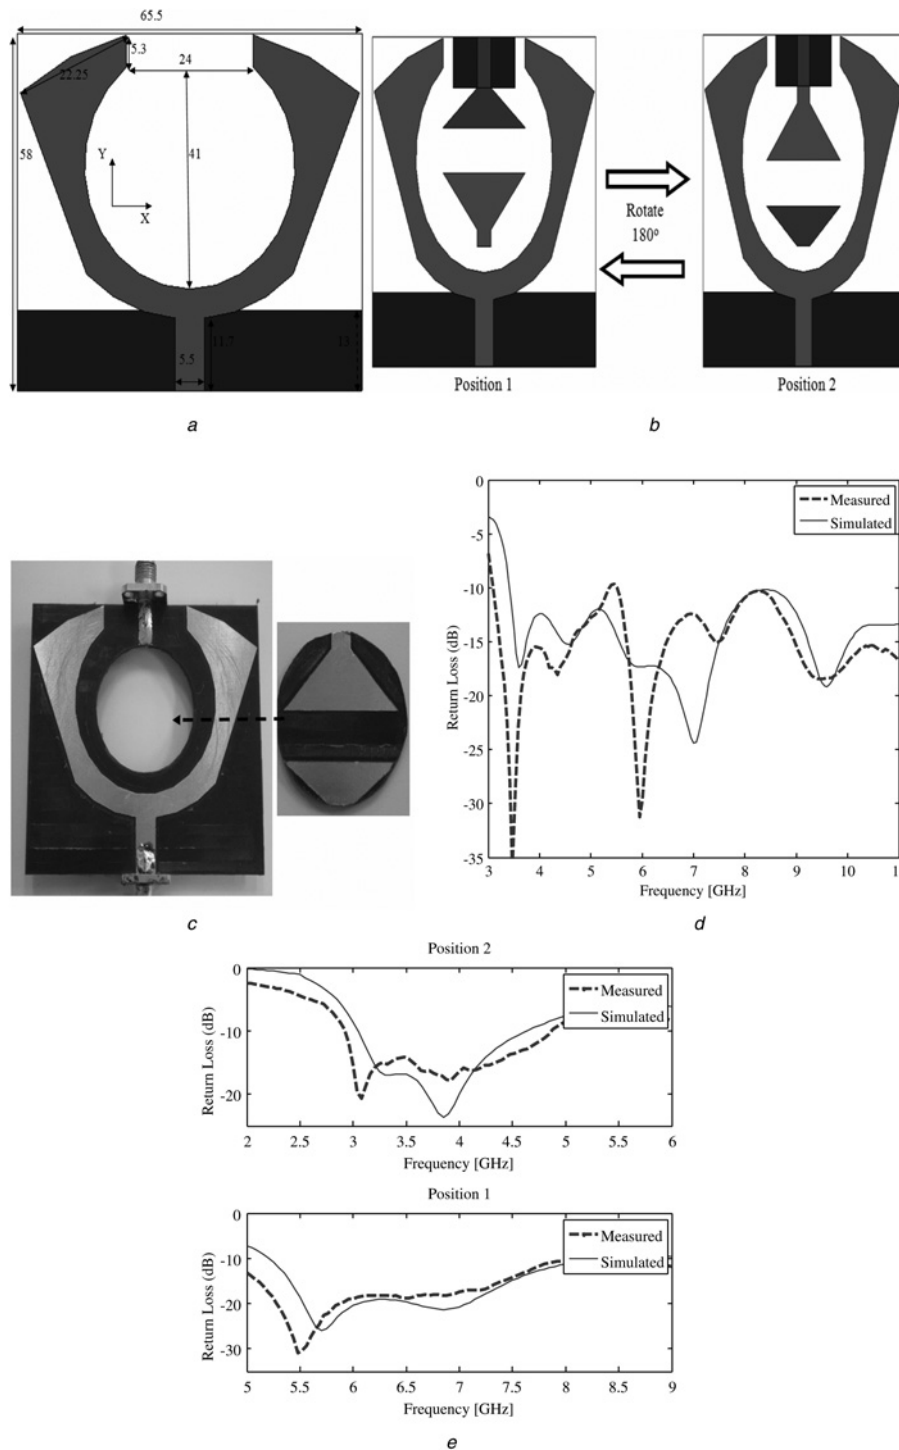 65.5
5.3
24
22.25
58
41
Y
X
11.7
13
5.5
a
Rotate
180º
Position 1
Position 2
b
c
0
-5
-10
-15
-20
-25
-30
-35
Return Loss (dB)
Measured
Simulated
3 4 5 6 7 8 9 10 1
Frequency [GHz]
d
Position 2
0
-10
-20
Return Loss (dB)
Measured
Simulated
2 2.5 3 3.5 4 4.5 5 5.5 6
Frequency [GHz]
Position 1
0
-10
-20
-30
Return Loss (dB)
Measured
Simulated
5 5.5 6 6.5 7 7.5 8 8.5 9
Frequency [GHz]
e